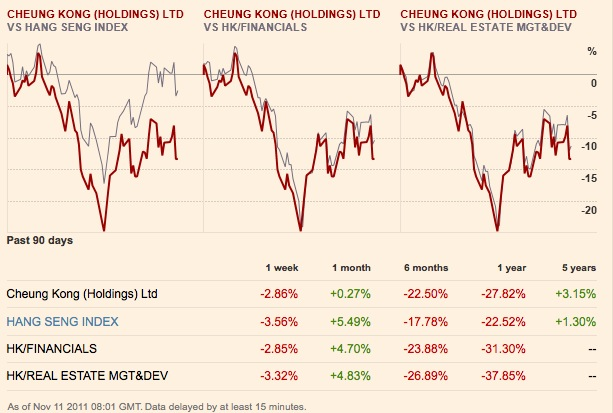 CHEUNG KONG (HOLDINGS) LTD
VS HANG SENG INDEX
CHEUNG KONG (HOLDINGS) LTD
VS HK/FINANCIALS
CHEUNG KONG (HOLDINGS) LTD
VS HK/REAL ESTATE MGT&DEV
%
0
-5
-10
-15
-20
Past 90 days
1 week 1 month 6 months 1 year 5 years
Cheung Kong (Holdings) Ltd -2.86% +0.27% -22.50% -27.82% +3.15%
HANG SENG INDEX -3.56% +5.49% -17.78% -22.52% +1.30%
HK/FINANCIALS -2.85% +4.70% -23.88% -31.30% --
HK/REAL ESTATE MGT&DEV -3.32% +4.83% -26.89% -37.85% --
As of Nov 11 2011 08:01 GMT. Data delayed by at least 15 minutes.